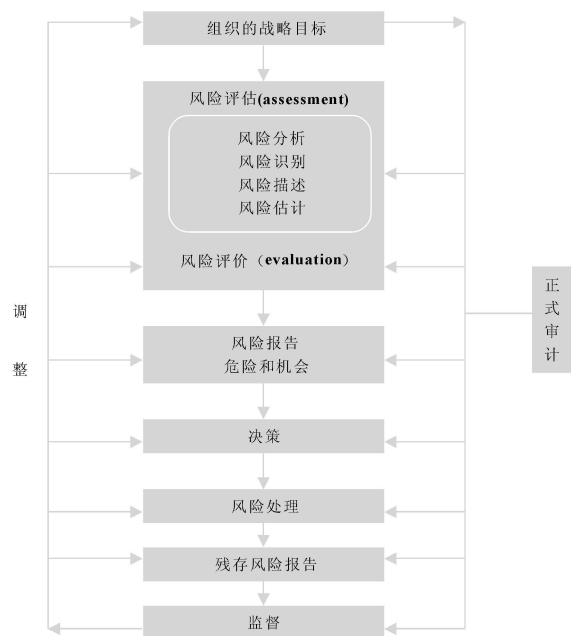 组织的战略目标
风险评估(assessment)
风险分析
风险识别
风险描述
风险估计
风险评价（evaluation）
风险报告
危险和机会
决策
风险处理
残存风险报告
监督
调
整
正
式
审
计